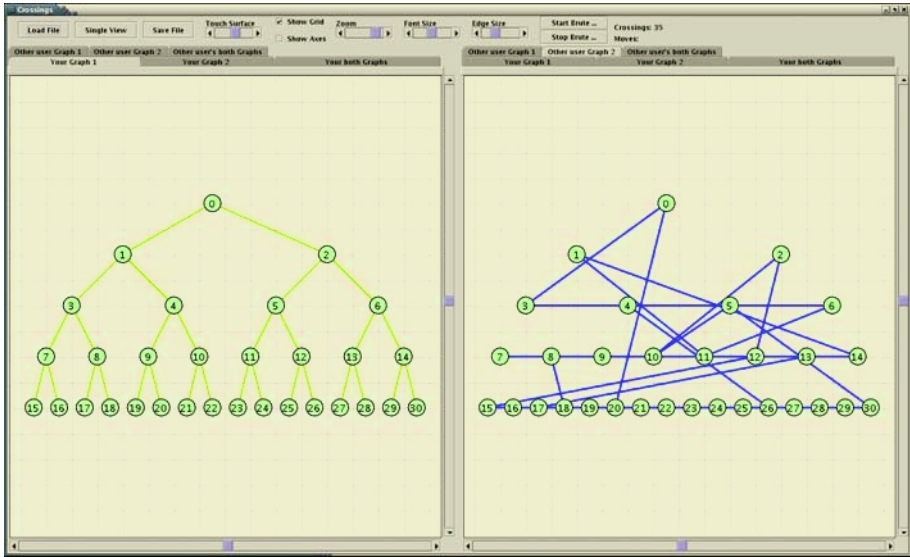 Crossings
Load File Single View Save File Touch Surface Show Grid Show Axes Zoom Font Size Edge Size Start Brute ... Stop Brute ... Crossings: 35 Moves:
Other user Graph 1 Other user Graph 2 Other user's both Graphs
Your Graph 1 Your Graph 2 Your both Graphs
Other user Graph 1 Other user Graph 2 Other user's both Graphs
Your Graph 1 Your Graph 2 Your both Graphs
0
1 2
3 4 5 6
7 8 9 10 11 12 13 14
15 16 17 18 19 20 21 22 23 24 25 26 27 28 29 30
0
1 2
3 4 5 6
7 8 9 10 11 12 13 14
15 16 17 18 19 20 21 22 23 24 25 26 27 28 29 30